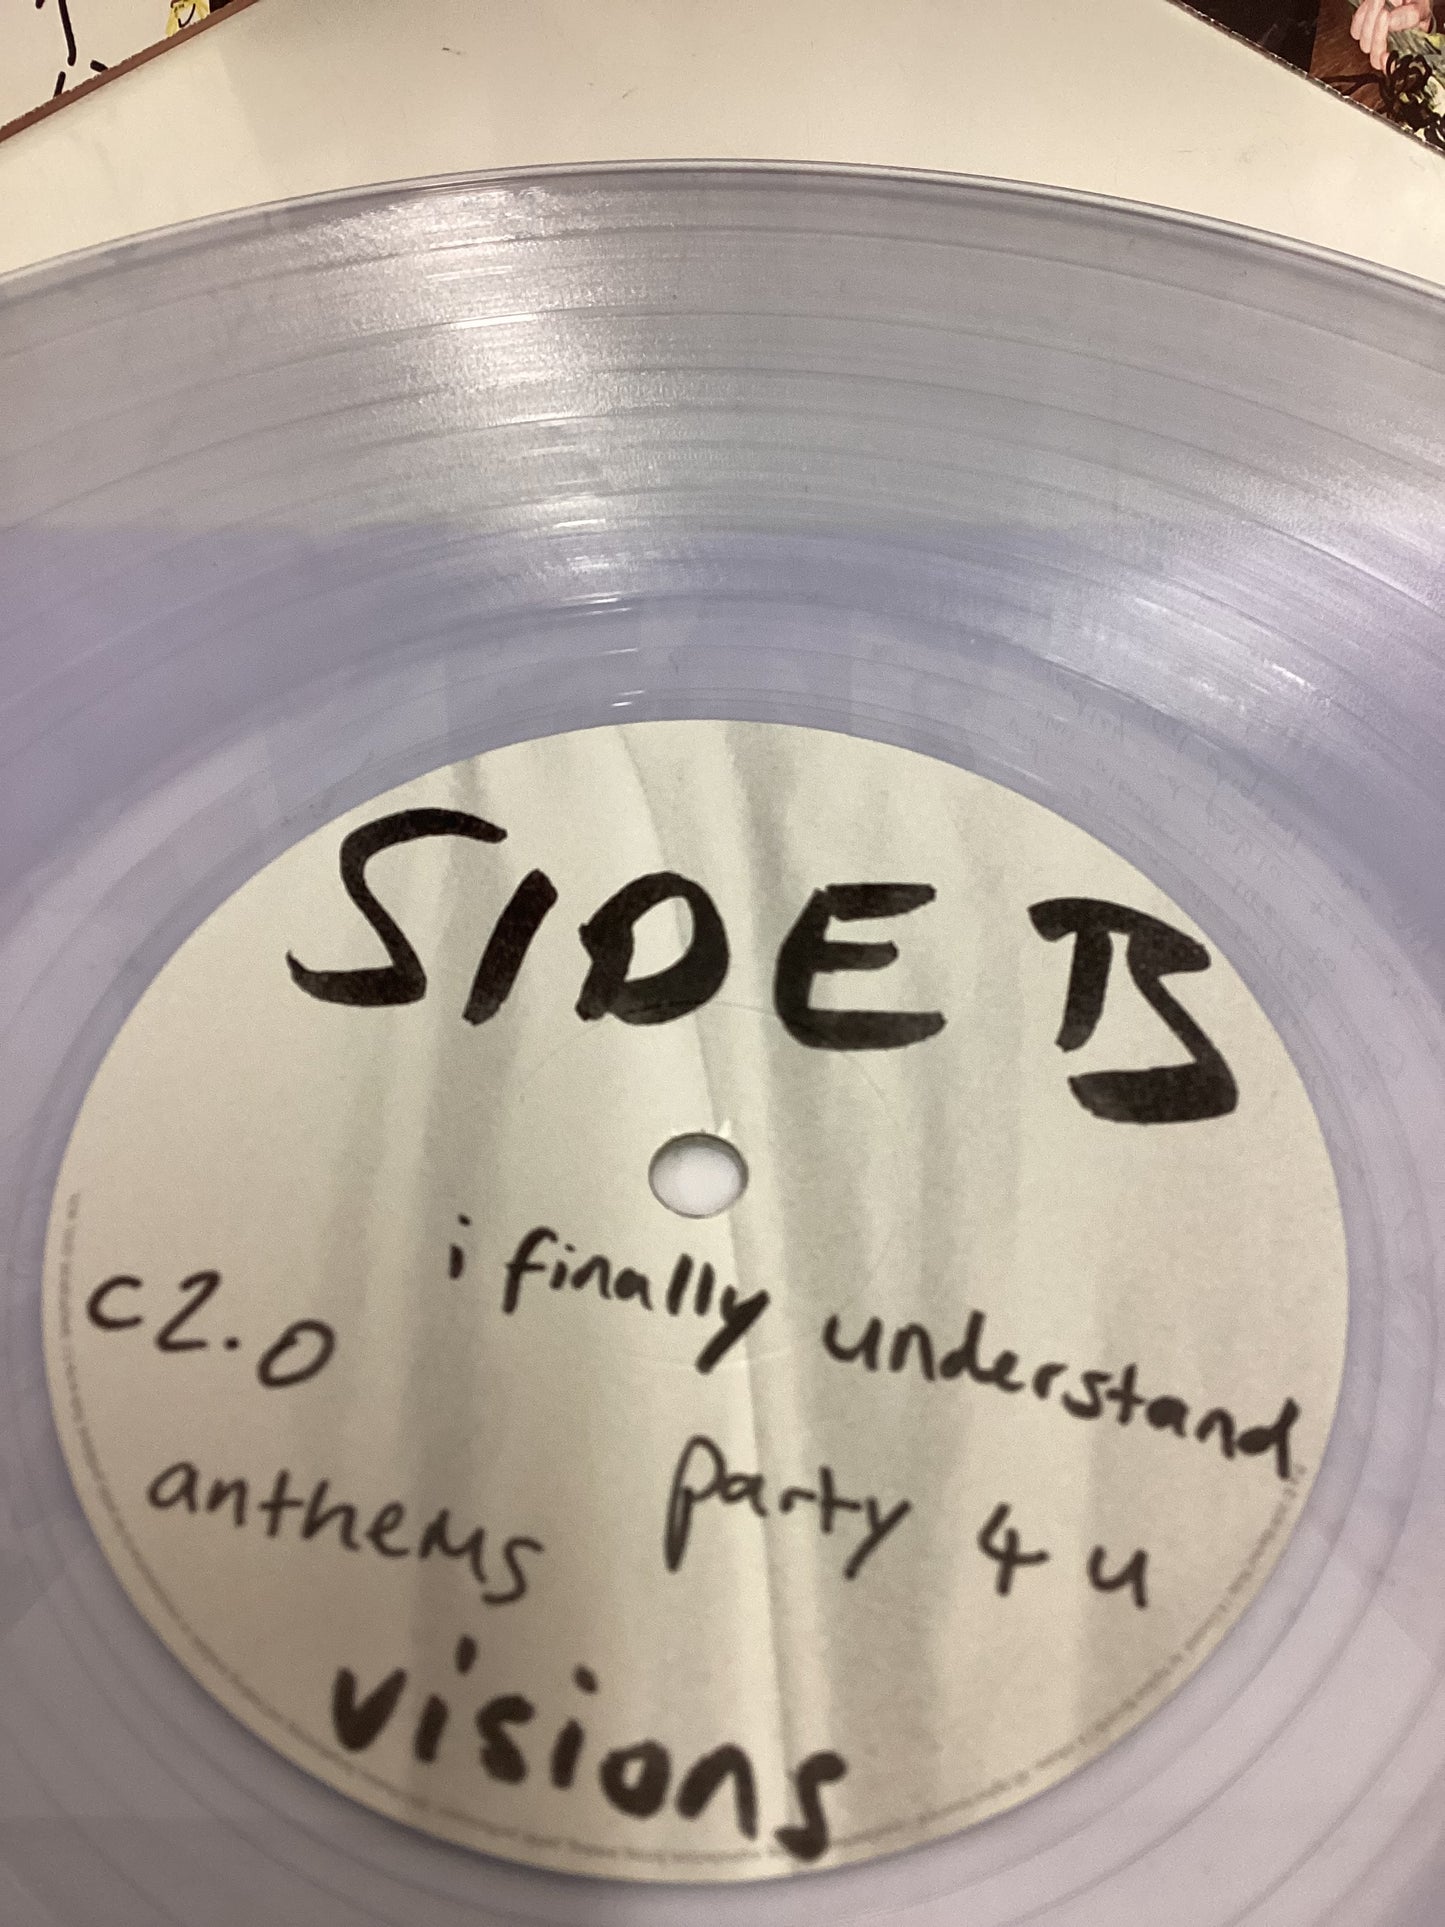 SIDE B
i finally understand
c2.0
party 4 u
anthems
visions